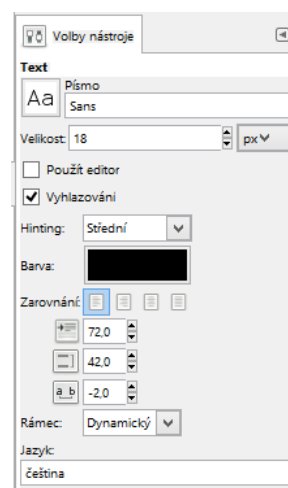 Volby nástroje
Text
Aa
Písmo
Sans
Velikost: 18 px
Použít editor
Vyhlazování
Hinting: Střední
Barva:
Zarovnání:
72,0
42,0
a b -2,0
Rámec: Dynamický
Jazyk:
čeština